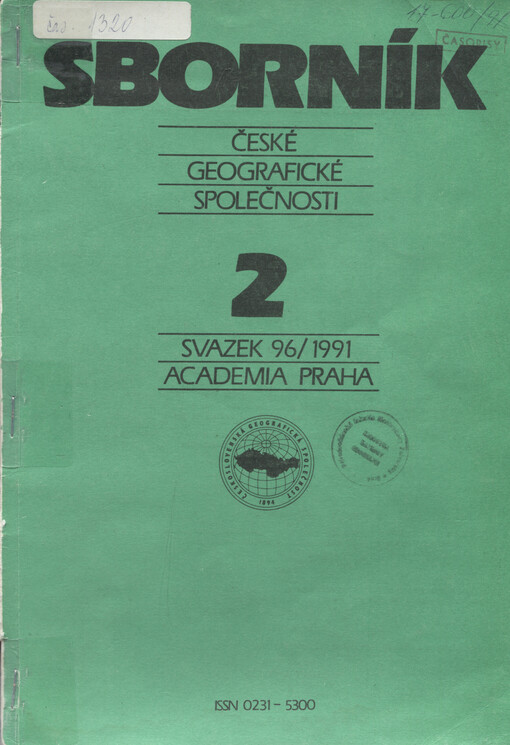 čas. 1320
ČASOPISY
SBORNÍK
ČESKÉ
GEOGRAFICKÉ
SPOLEČNOSTI
2
SVAZEK 96/1991
ACADEMIA PRAHA
ČESKOSLOVENSKÁ GEOGRAFICKÁ SPOLEČNOST
1894
ISSN 0231-5300